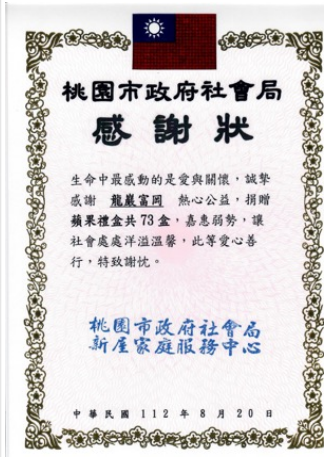 桃園市政府社會局
感謝狀
生命中最感動的是愛與關懷，誠摯
感謝 龍巖富岡 熱心公益，捐贈
蘋果禮盒共73盒，嘉惠弱勢，讓
社會處處洋溢溫馨，此等愛心善
行，特致謝忱。
桃園市政府社會局
新屋家庭服務中心
中華民國 112 年 8 月 20 日